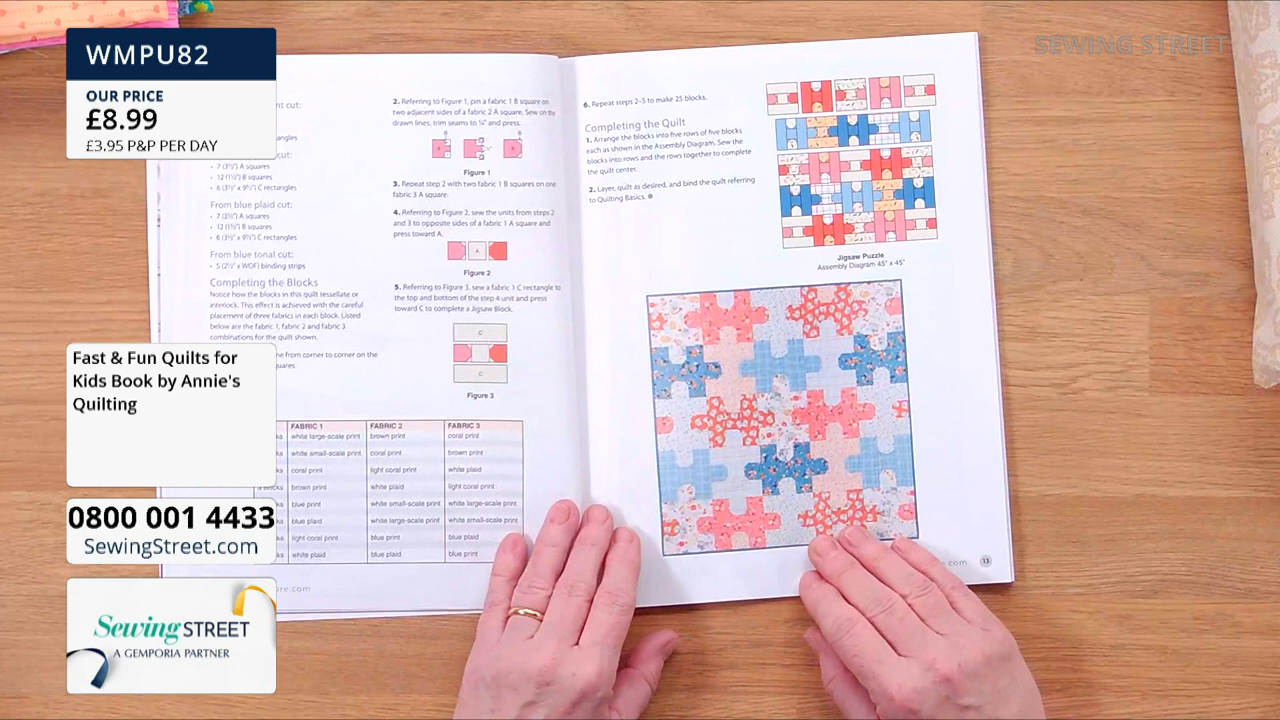 WMPU82
OUR PRICE
£8.99
£3.95 P&P PER DAY
Fast & Fun Quilts for
Kids Book by Annie's
Quilting
0800 001 4433
SewingStreet.com
Sewing STREET
A GEMPORIA PARTNER
SEWING STREET
cut:
• 7 (3½") A squares
• 12 (1½") B squares
• 6 (3½" x 9½") C rectangles
From blue plaid cut:
• 7 (3½") A squares
• 12 (1½") B squares
• 6 (3½" x 9½") C rectangles
From blue tonal cut:
• 5 (2½" x WOF) binding strips
Completing the Blocks
Notice how the blocks in this quilt tessellate or
interlock. This effect is achieved with the careful
placement of three fabrics in each block. Listed
below are the fabric 1, fabric 2 and fabric 3
combinations for the quilt shown.
from corner to corner on the
2. Referring to Figure 1, pin a fabric 1 B square on
two adjacent sides of a fabric 2 A square. Sew on the
drawn lines, trim seams to ¼" and press.
B
B
A
A
Figure 1
3. Repeat step 2 with two fabric 1 B squares on one
fabric 3 A square.
4. Referring to Figure 2, sew the units from steps 2
and 3 to opposite sides of a fabric 1 A square and
press toward A.
A
Figure 2
5. Referring to Figure 3, sew a fabric 1 C rectangle to
the top and bottom of the step 4 unit and press
toward C to complete a Jigsaw Block.
C
C
Figure 3
FABRIC 1 FABRIC 2 FABRIC 3
white large-scale print brown print coral print
white small-scale print coral print brown print
coral print light coral print white plaid
brown print white plaid light coral print
blue print white small-scale print white large-scale print
blue plaid white large-scale print white small-scale print
light coral print blue print blue plaid
white plaid blue plaid blue print
6. Repeat steps 2–5 to make 25 blocks.
Completing the Quilt
1. Arrange the blocks into five rows of five blocks
each as shown in the Assembly Diagram. Sew the
blocks into rows and the rows together to complete
the quilt center.
2. Layer, quilt as desired, and bind the quilt referring
to Quilting Basics.
Jigsaw Puzzle
Assembly Diagram 45" x 45"
13